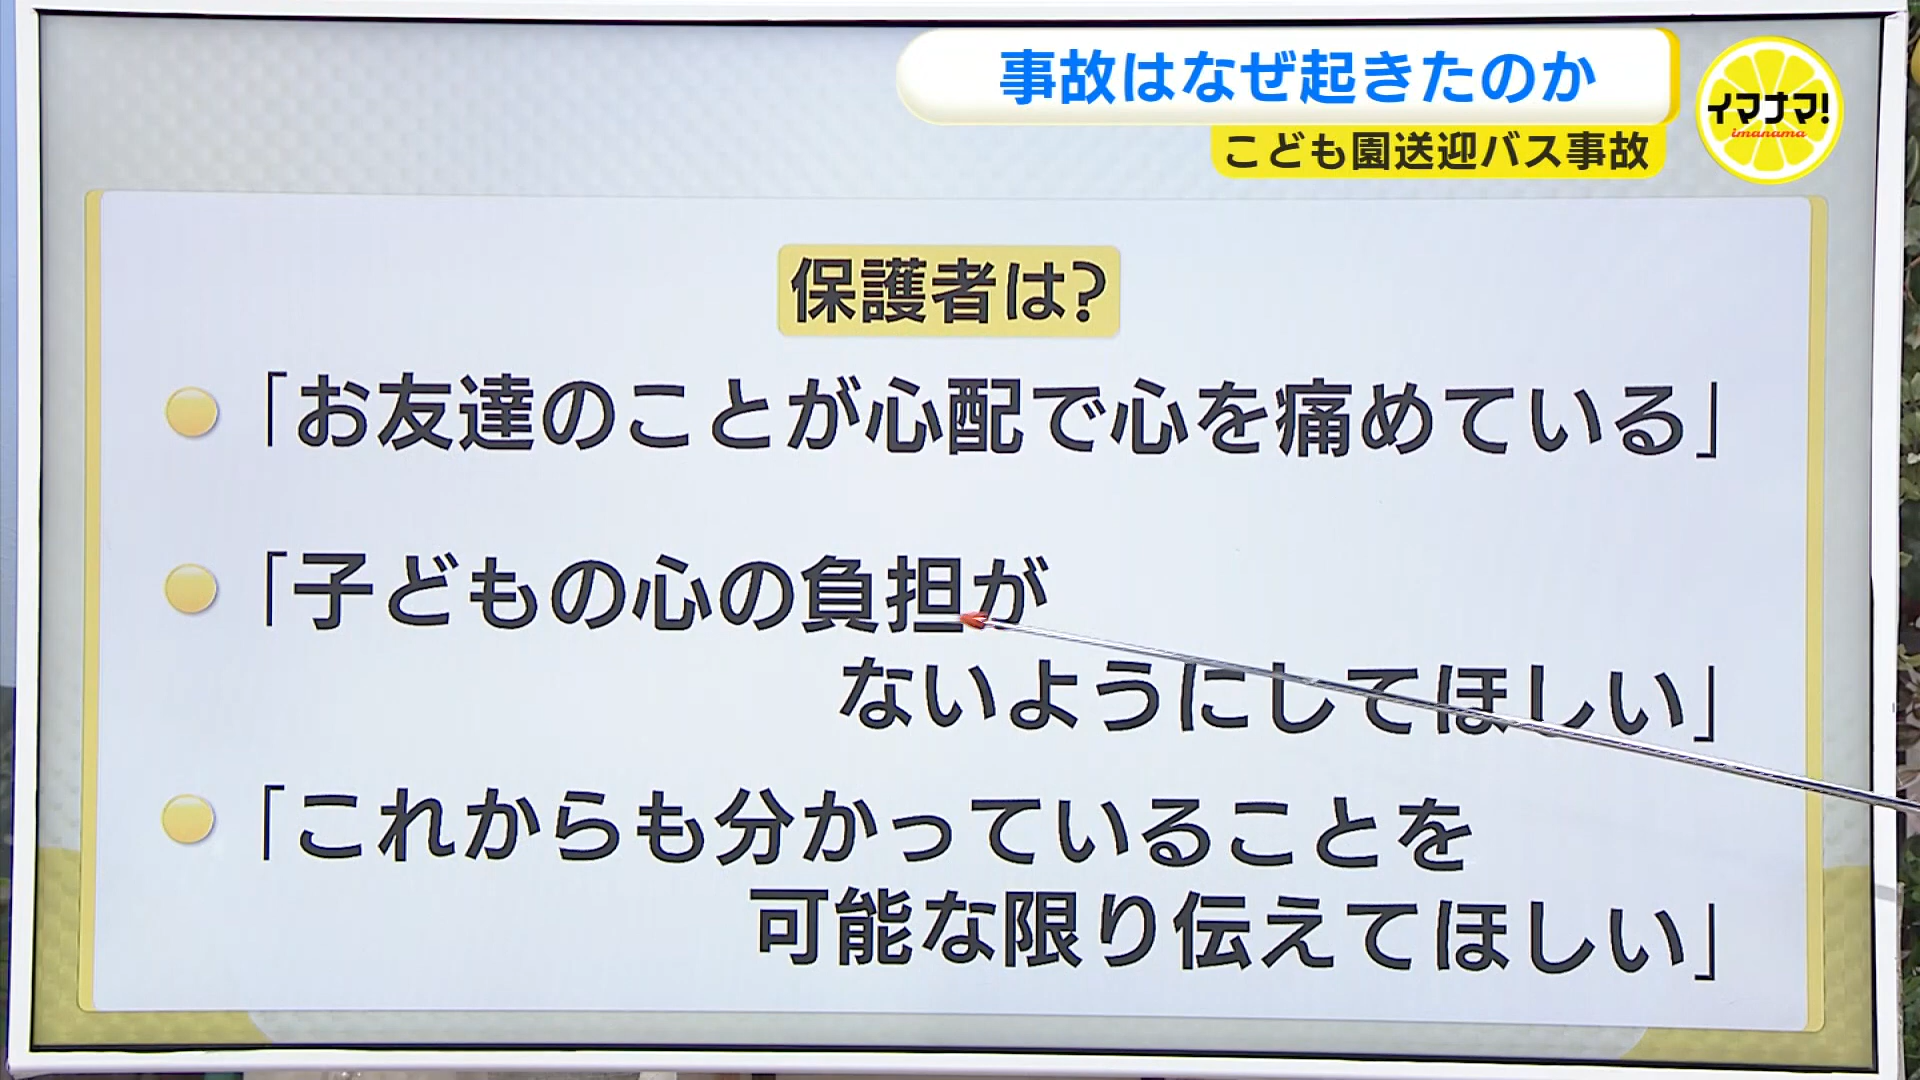 事故はなぜ起きたのか
こども園送迎バス事故
イマナマ!
imanama
保護者は?
「お友達のことが心配で心を痛めている」
「子どもの心の負担が
ないようにしてほしい」
「これからも分かっていることを
可能な限り伝えてほしい」